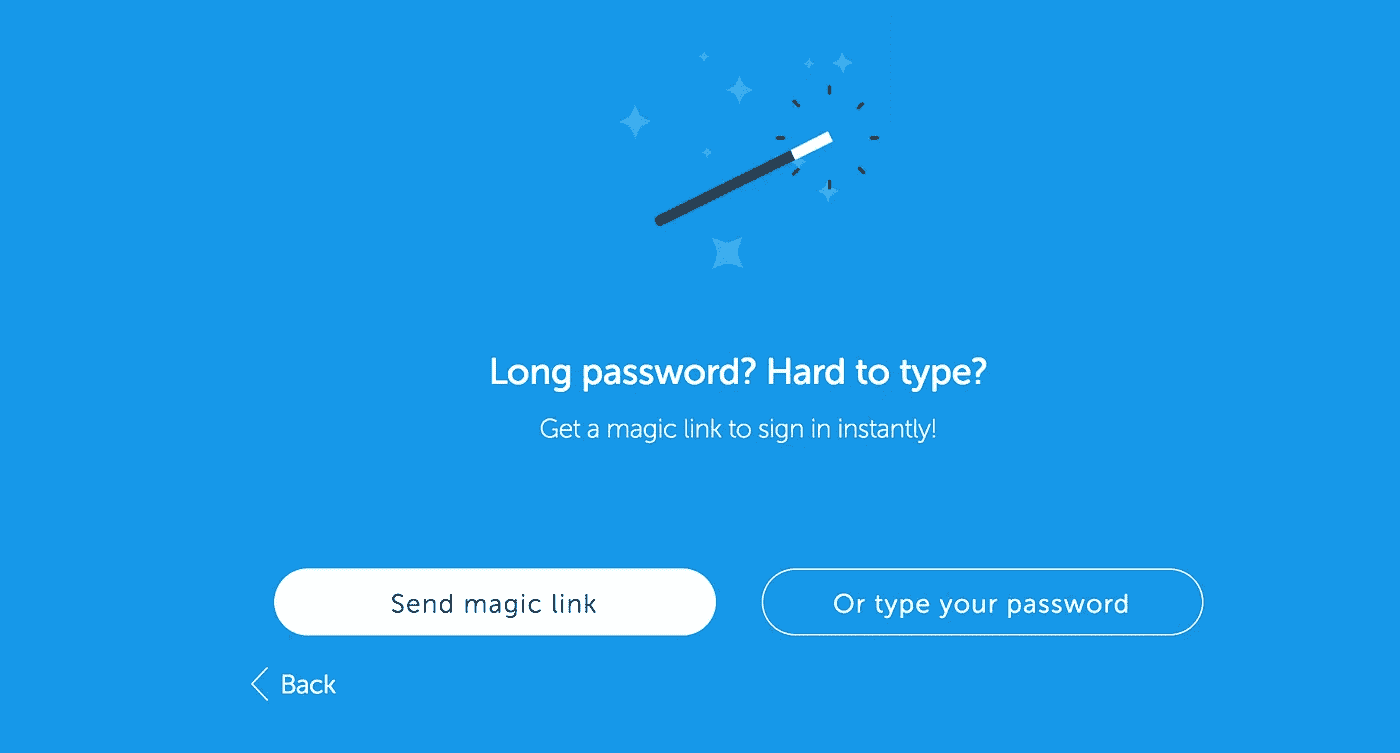 Long password? Hard to type?
Get a magic link to sign in instantly!
Send magic link
Or type your password
Back